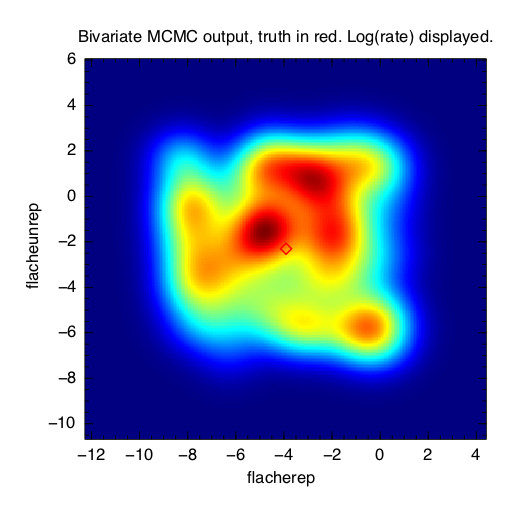 Bivariate MCMC output, truth in red. Log(rate) displayed.
6
4
2
0
−2
−4
−6
−8
−10
flacheunrep
−12 −10 −8 −6 −4 −2 0 2 4
flacherep